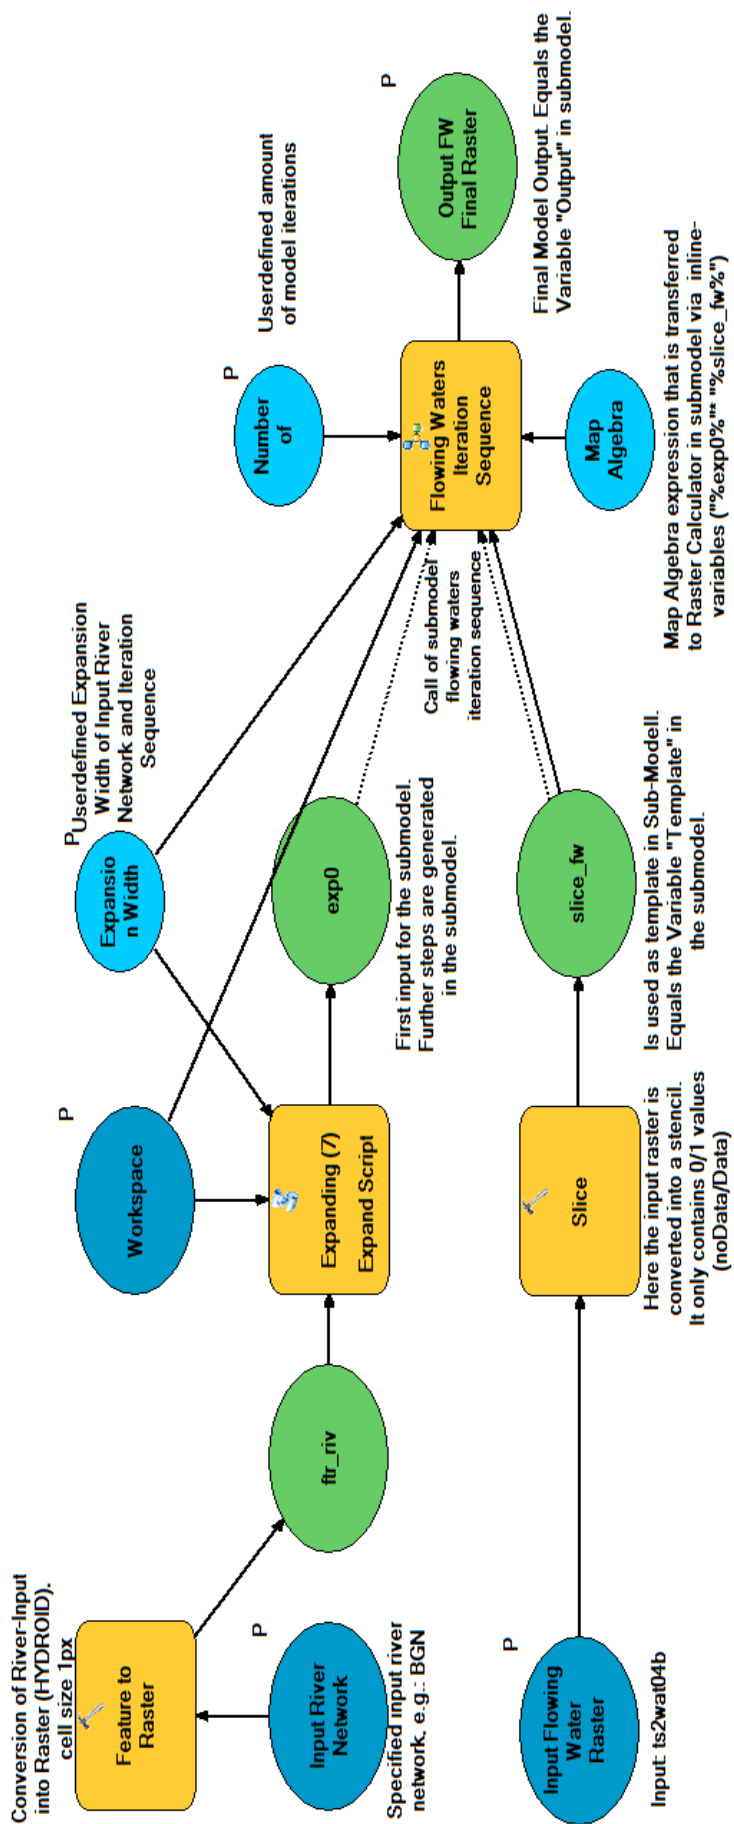 Conversion of River-Input
into Raster (HYDROID).
cell size 1px
Feature to
Raster
P
Input River
Network
Specified input river
network, e.g.: BGN
P
Input Flowing
Water
Raster
Input: ts2wat04b
ftr_riv
P
Workspace
Expanding (7)
Expand Script
Slice
Here the input raster is
converted into a stencil.
It only contains 0/1 values
(noData/Data)
P
Userdefined Expansion
Width of Input River
Network and Iteration
Sequence
Expansio
n Width
exp0
First input for the submodel.
Further steps are generated
in the submodel.
slice_fw
Is used as template in Sub-Modell.
Equals the Variable "Template" in
the submodel.
Call of submodel
flowing waters
iteration sequence
P
Userdefined amount
of model iterations
Number
of
Flowing Waters
Iteration
Sequence
Map
Algebra
Map Algebra expression that is transferred
to Raster Calculator in submodel via inline-
variables ("%exp0%"* "%slice_fw%")
P
Output FW
Final Raster
Final Model Output. Equals the
Variable "Output" in submodel.